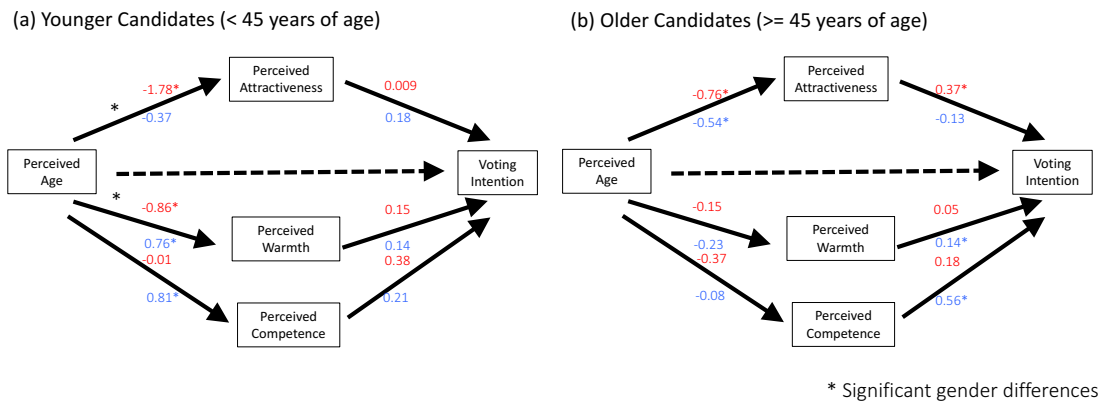 (a) Younger Candidates (< 45 years of age)
Perceived
Attractiveness
-1.78*
*
-0.37
0.009
0.18
Perceived
Age
Voting
Intention
*
-0.86*
0.76*
Perceived
Warmth
0.15
0.14
-0.01
0.81*
0.38
0.21
Perceived
Competence
(b) Older Candidates (>= 45 years of age)
Perceived
Attractiveness
-0.76*
-0.54*
0.37*
-0.13
Perceived
Age
Voting
Intention
-0.15
-0.23
Perceived
Warmth
0.05
0.14*
-0.37
-0.08
0.18
0.56*
Perceived
Competence
* Significant gender differences